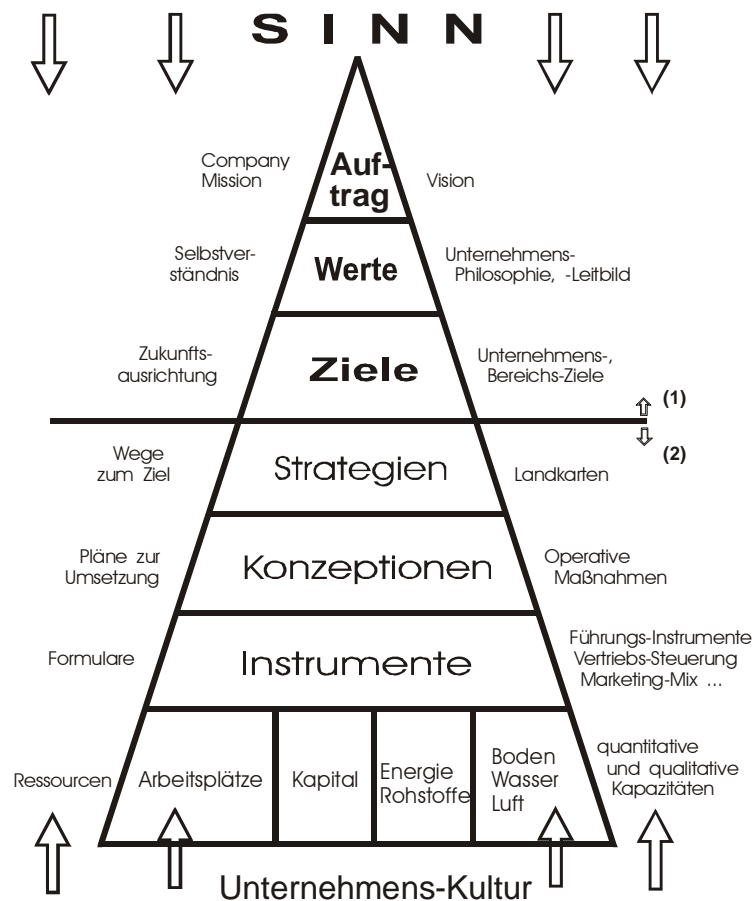 S I N N
Company
Mission
Auf-
trag
Vision
Selbstver-
ständnis
Werte
Unternehmens-
Philosophie, -Leitbild
Zukunfts-
ausrichtung
Ziele
Unternehmens-,
Bereichs-Ziele
(1)
(2)
Wege
zum Ziel
Strategien
Landkarten
Pläne zur
Umsetzung
Konzeptionen
Operative
Maßnahmen
Formulare
Instrumente
Führungs-Instrumente
Vertriebs-Steuerung
Marketing-Mix ...
Ressourcen
Arbeitsplätze
Kapital
Energie
Rohstoffe
Boden
Wasser
Luft
quantitative
und qualitative
Kapazitäten
Unternehmens-Kultur